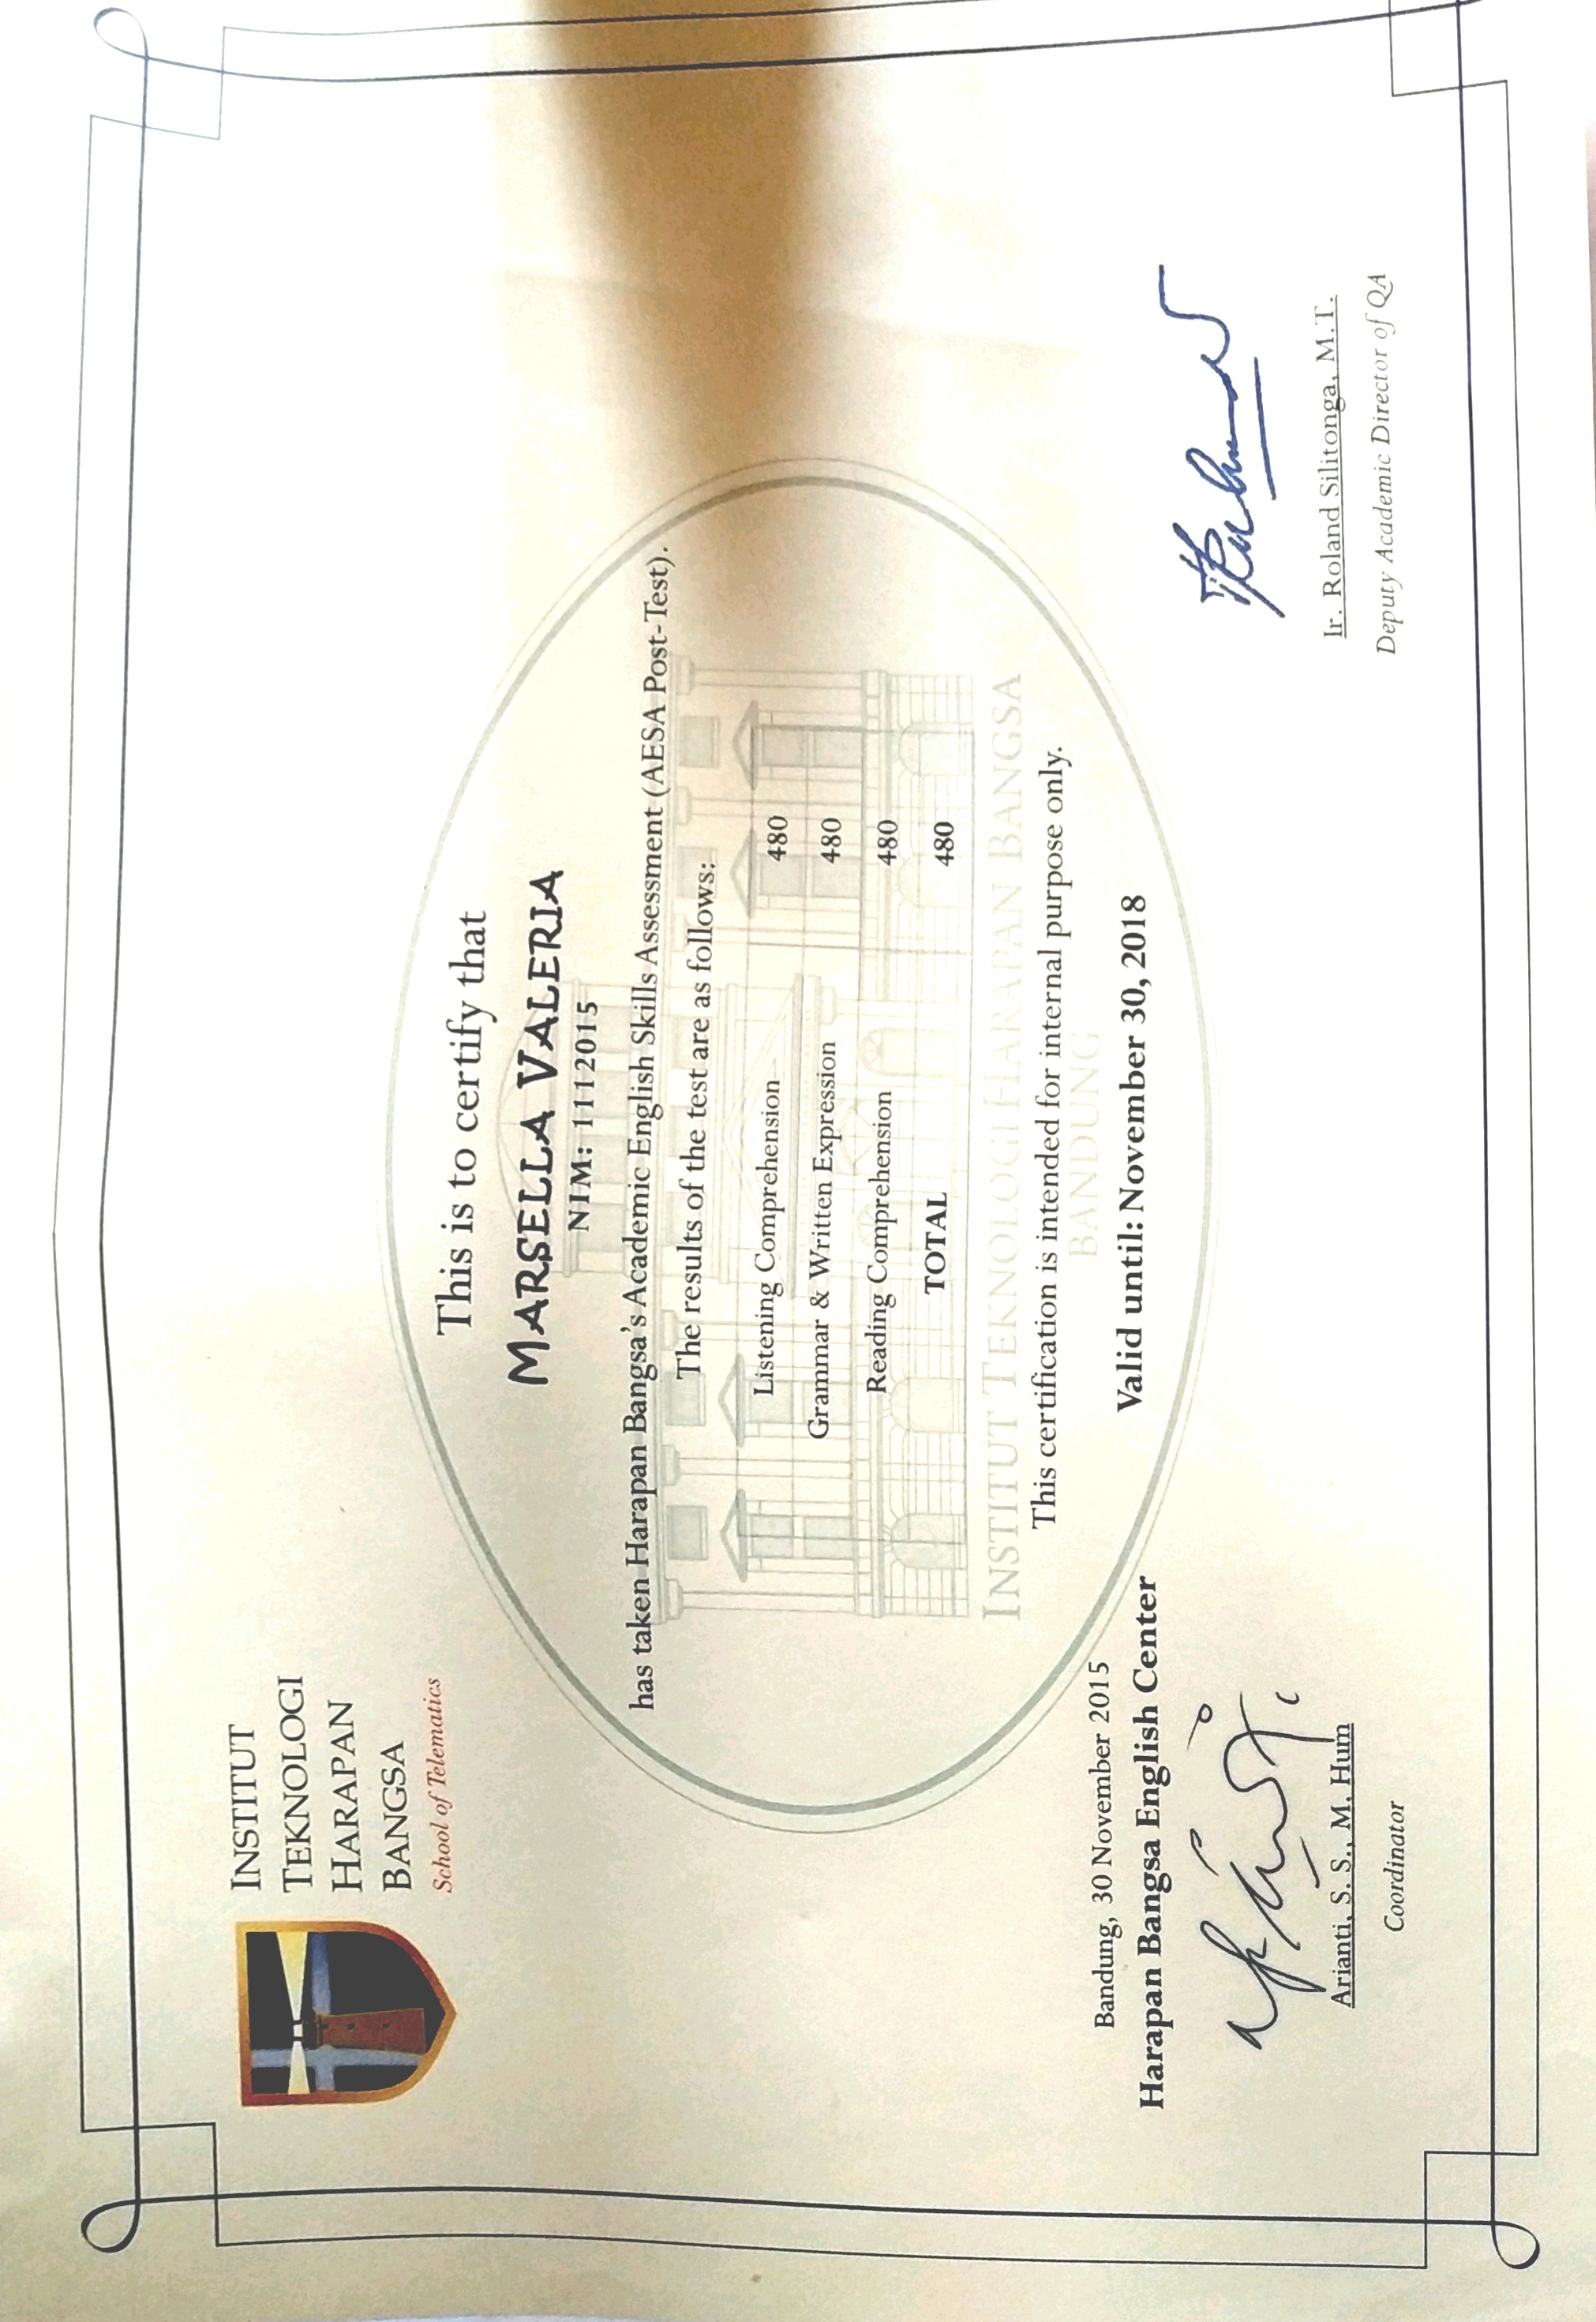 INSTITUT
TEKNOLOGI
HARAPAN
BANGSA
School of Telematics
This is to certify that
MARSELLA VALERIA
NIM: 1112015
has taken Harapan Bangsa's Academic English Skills Assessment (AESA Post-Test).
The results of the test are as follows:
Listening Comprehension 480
Grammar & Written Expression 480
Reading Comprehension 480
TOTAL 480
INSTITUT TEKNOLOGI HARAPAN BANGSA
This certification is intended for internal purpose only.
BANDUNG
Valid until: November 30, 2018
Bandung, 30 November 2015
Harapan Bangsa English Center
Arianti, S. S., M. Hum
Coordinator
Ir. Roland Silitonga, M.T.
Deputy Academic Director of QA